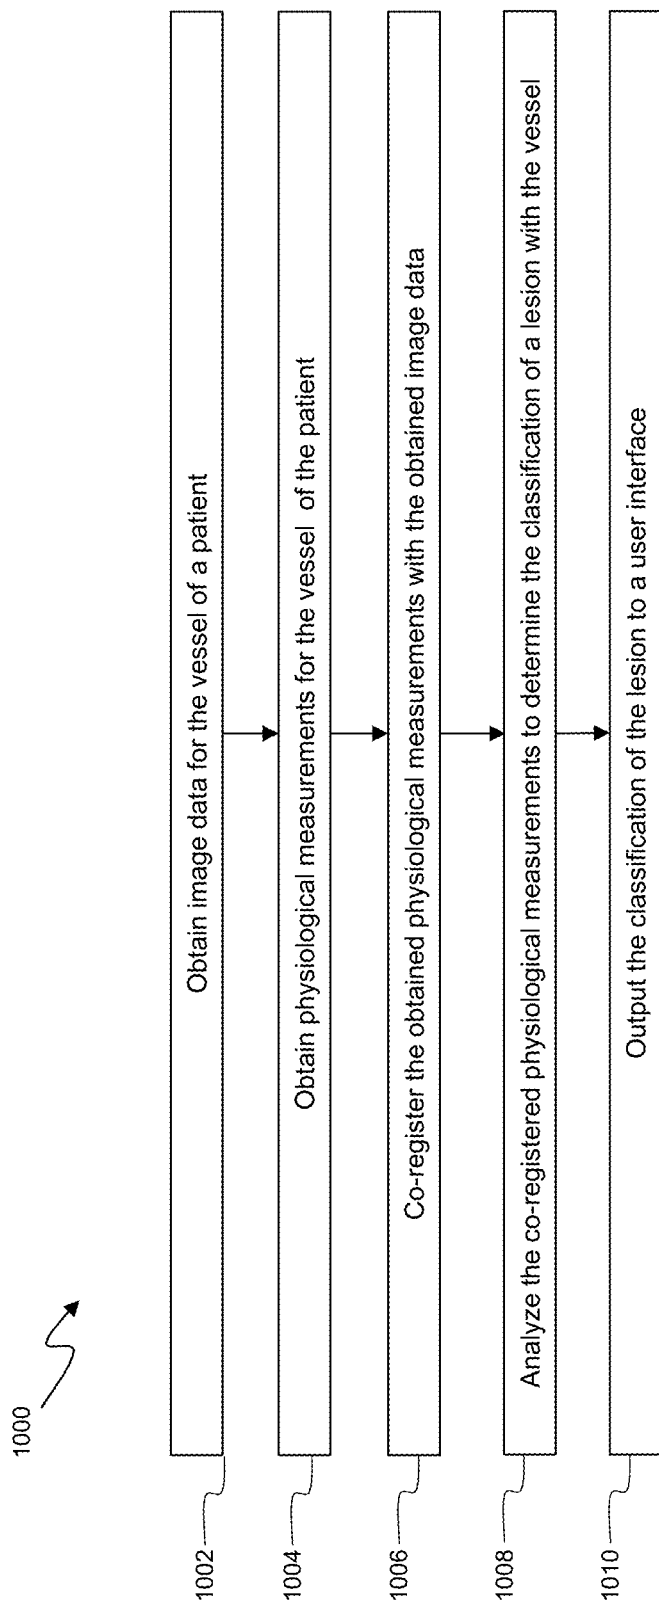 1000
1002
Obtain image data for the vessel of a patient
1004
Obtain physiological measurements for the vessel of the patient
1006
Co-register the obtained physiological measurements with the obtained image data
1008
Analyze the co-registered physiological measurements to determine the classification of a lesion with the vessel
1010
Output the classification of the lesion to a user interface